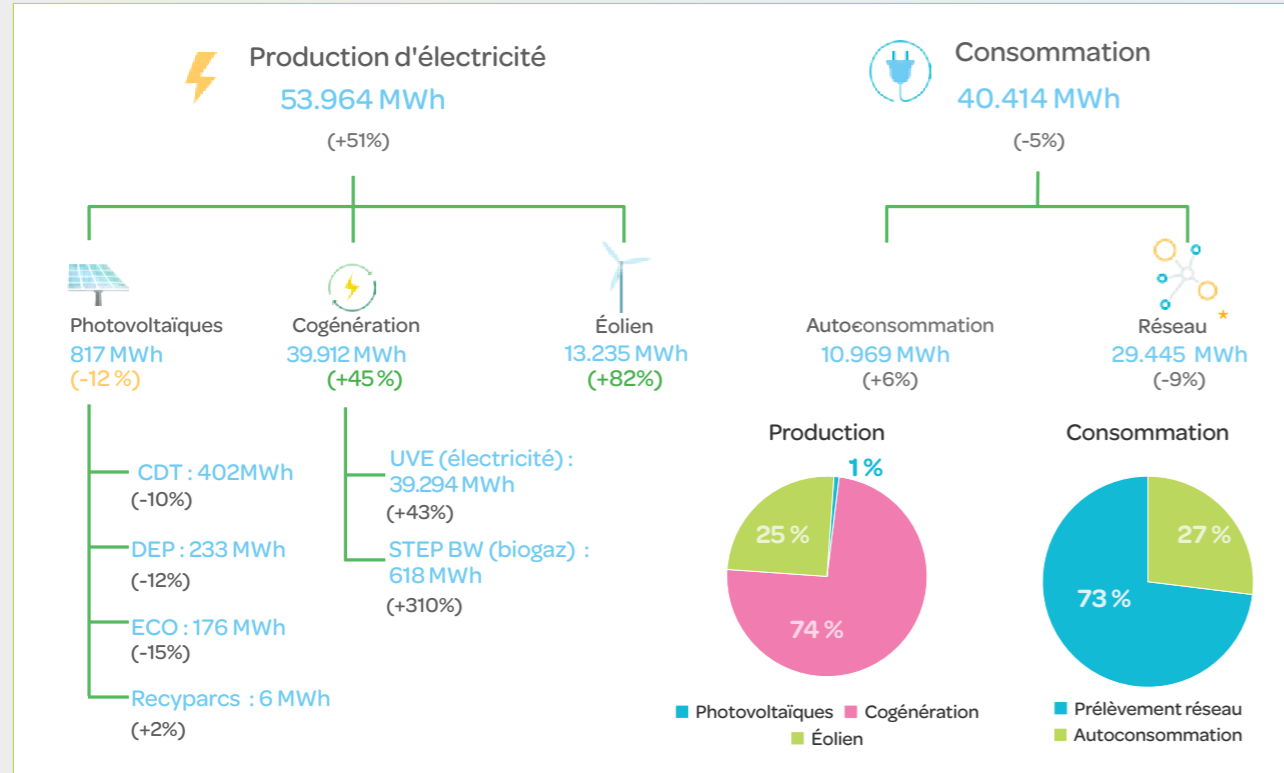 Production d'électricité
53.964 MWh
(+51%)
Consommation
40.414 MWh
(-5%)
Photovoltaïques
817 MWh
(-12 %)
Cogénération
39.912 MWh
(+45 %)
Éolien
13.235 MWh
(+82%)
Autoconsommation
10.969 MWh
(+6%)
Réseau *
29.445 MWh
(-9%)
CDT : 402MWh
(-10%)
DEP : 233 MWh
(-12%)
ECO : 176 MWh
(-15%)
Recyparcs : 6 MWh
(+2%)
UVE (électricité) :
39.294 MWh
(+43%)
STEP BW (biogaz) :
618 MWh
(+310%)
Production
1 %
25 %
74 %
Photovoltaïques Cogénération
Éolien
Consommation
27 %
73 %
Prélèvement réseau
Autoconsommation